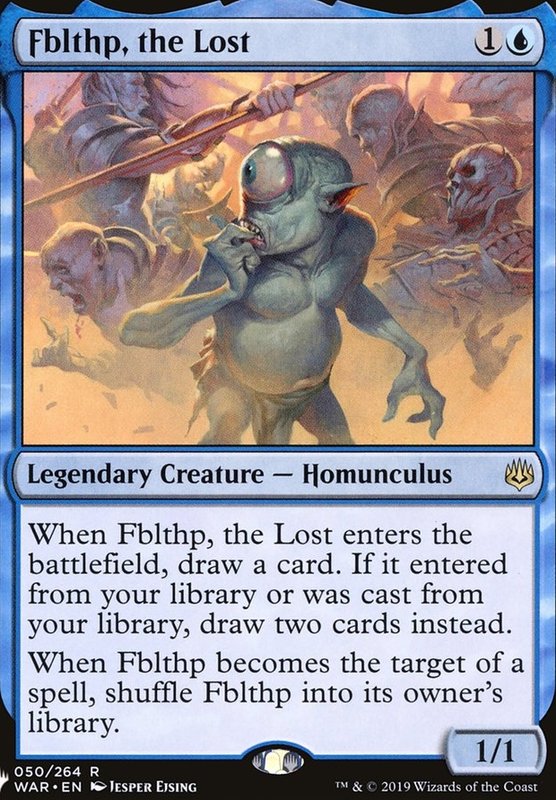 Fblthp, the Lost
1
Legendary Creature — Homunculus
When Fblthp, the Lost enters the
battlefield, draw a card. If it entered
from your library or was cast from
your library, draw two cards instead.
When Fblthp becomes the target of a
spell, shuffle Fblthp into its owner's
library.
1/1
050/264 R
WAR • EN Jesper Ejsing
™ & © 2019 Wizards of the Coast